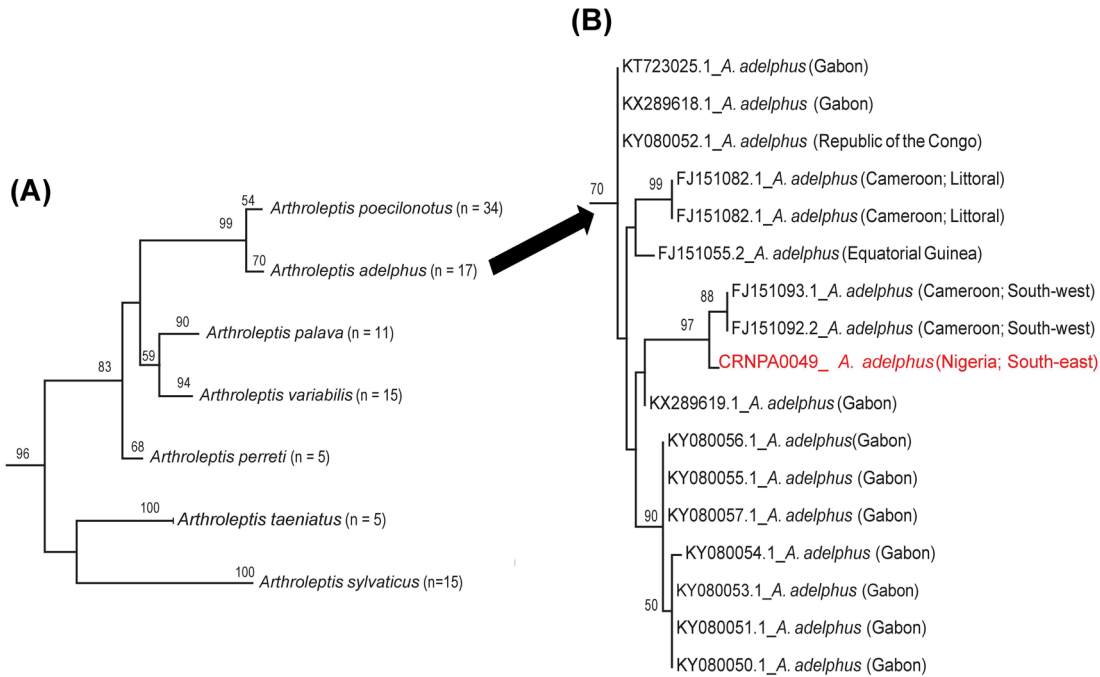 (A)
96
83
99
54
Arthroleptis poecilonotus (n = 34)
70
Arthroleptis adelphus (n = 17)
59
90
Arthroleptis palava (n = 11)
94
Arthroleptis variabilis (n = 15)
68
Arthroleptis perreti (n = 5)
100
Arthroleptis taeniatus (n = 5)
100
Arthroleptis sylvaticus (n=15)
(B)
70
KT723025.1_A. adelphus (Gabon)
KX289618.1_A. adelphus (Gabon)
KY080052.1_A. adelphus (Republic of the Congo)
99
FJ151082.1_A. adelphus (Cameroon; Littoral)
FJ151082.1_A. adelphus (Cameroon; Littoral)
FJ151055.2_A. adelphus (Equatorial Guinea)
97
88
FJ151093.1_A. adelphus (Cameroon; South-west)
FJ151092.2_A. adelphus (Cameroon; South-west)
CRNPA0049_ A. adelphus (Nigeria; South-east)
KX289619.1_A. adelphus (Gabon)
90
KY080056.1_A. adelphus(Gabon)
KY080055.1_A. adelphus (Gabon)
KY080057.1_A. adelphus (Gabon)
50
KY080054.1_A. adelphus (Gabon)
KY080053.1_A. adelphus (Gabon)
KY080051.1_A. adelphus (Gabon)
KY080050.1_A. adelphus (Gabon)